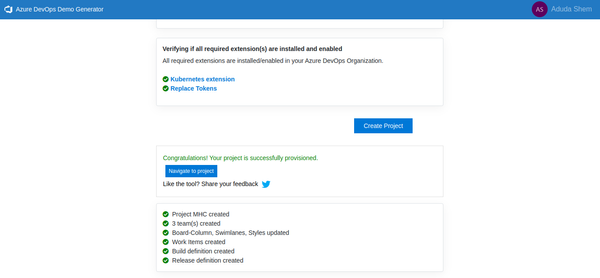 Azure DevOps Demo Generator
AS Aduda Shem
Verifying if all required extension(s) are installed and enabled
All required extensions are installed/enabled in your Azure DevOps Organization.
Kubernetes extension
Replace Tokens
Create Project
Congratulations! Your project is successfully provisioned.
Navigate to project
Like the tool? Share your feedback
Project MHC created
3 team(s) created
Board-Column, Swimlanes, Styles updated
Work Items created
Build definition created
Release definition created